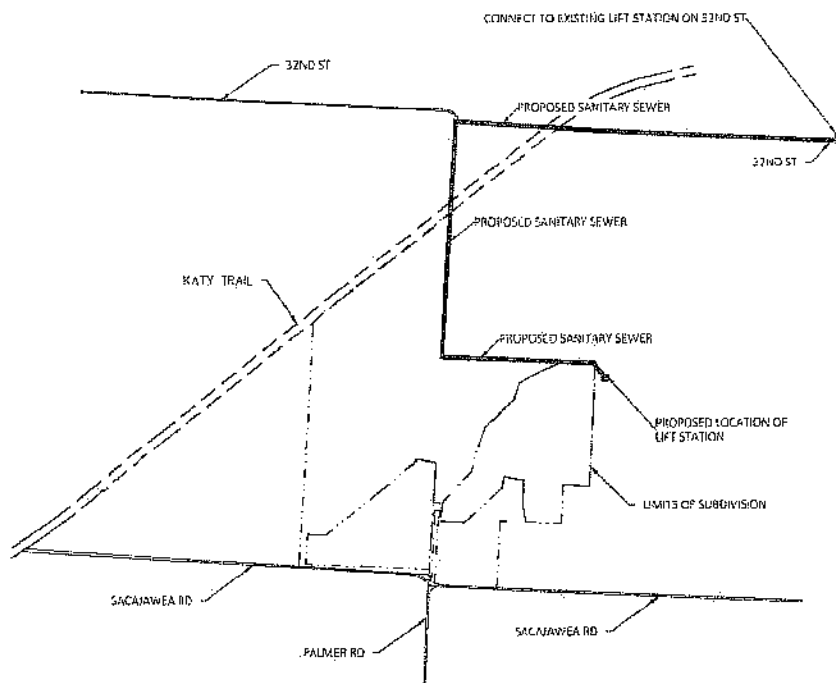 CONNECT TO EXISTING LIFT STATION ON 32ND ST
32ND ST
PROPOSED SANITARY SEWER
32ND ST
PROPOSED SANITARY SEWER
KATY TRAIL
PROPOSED SANITARY SEWER
PROPOSED LOCATION OF
LIFT STATION
LIMITS OF SUBDIVISION
SACAJAWEA RD
SACAJAWEA RD
PALMER RD